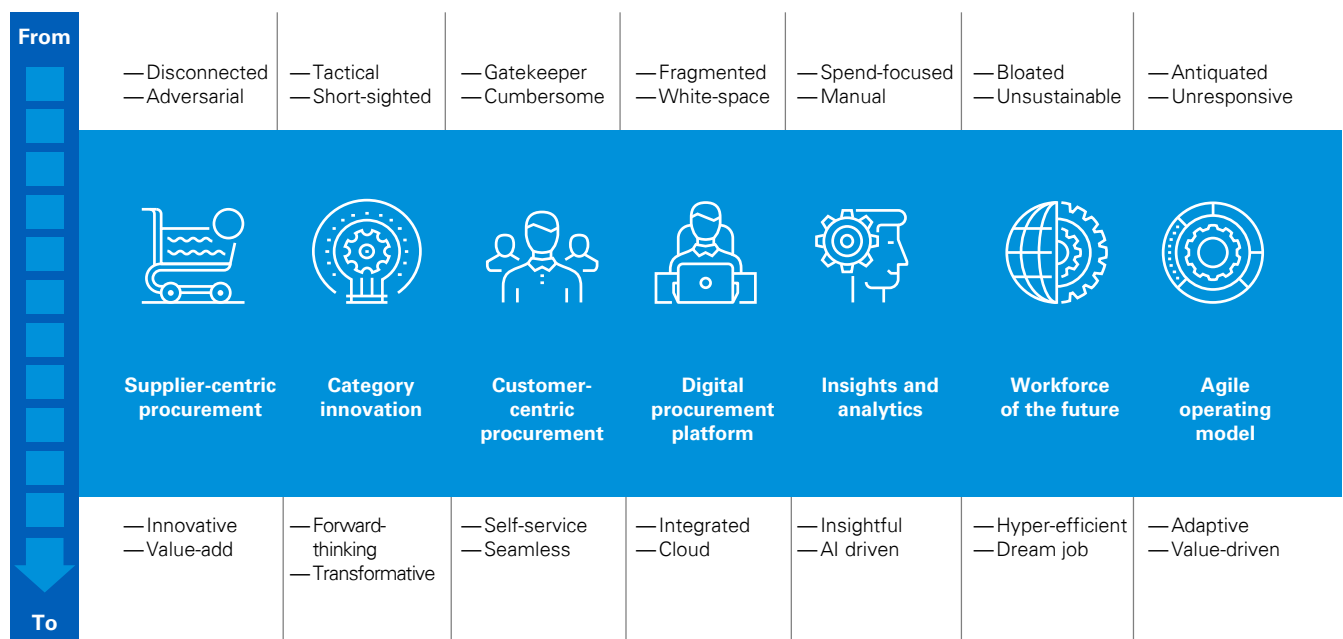 From
—Disconnected
—Adversarial
—Tactical
—Short-sighted
—Gatekeeper
—Cumbersome
—Fragmented
—White-space
—Spend-focused
—Manual
—Bloated
—Unsustainable
—Antiquated
—Unresponsive
Supplier-centric
procurement
Category
innovation
Customer-
centric
procurement
Digital
procurement
platform
Insights and
analytics
Workforce
of the future
Agile
operating
model
—Innovative
—Value-add
—Forward-
thinking
—Transformative
—Self-service
—Seamless
—Integrated
—Cloud
—Insightful
—AI driven
—Hyper-efficient
—Dream job
—Adaptive
—Value-driven
To